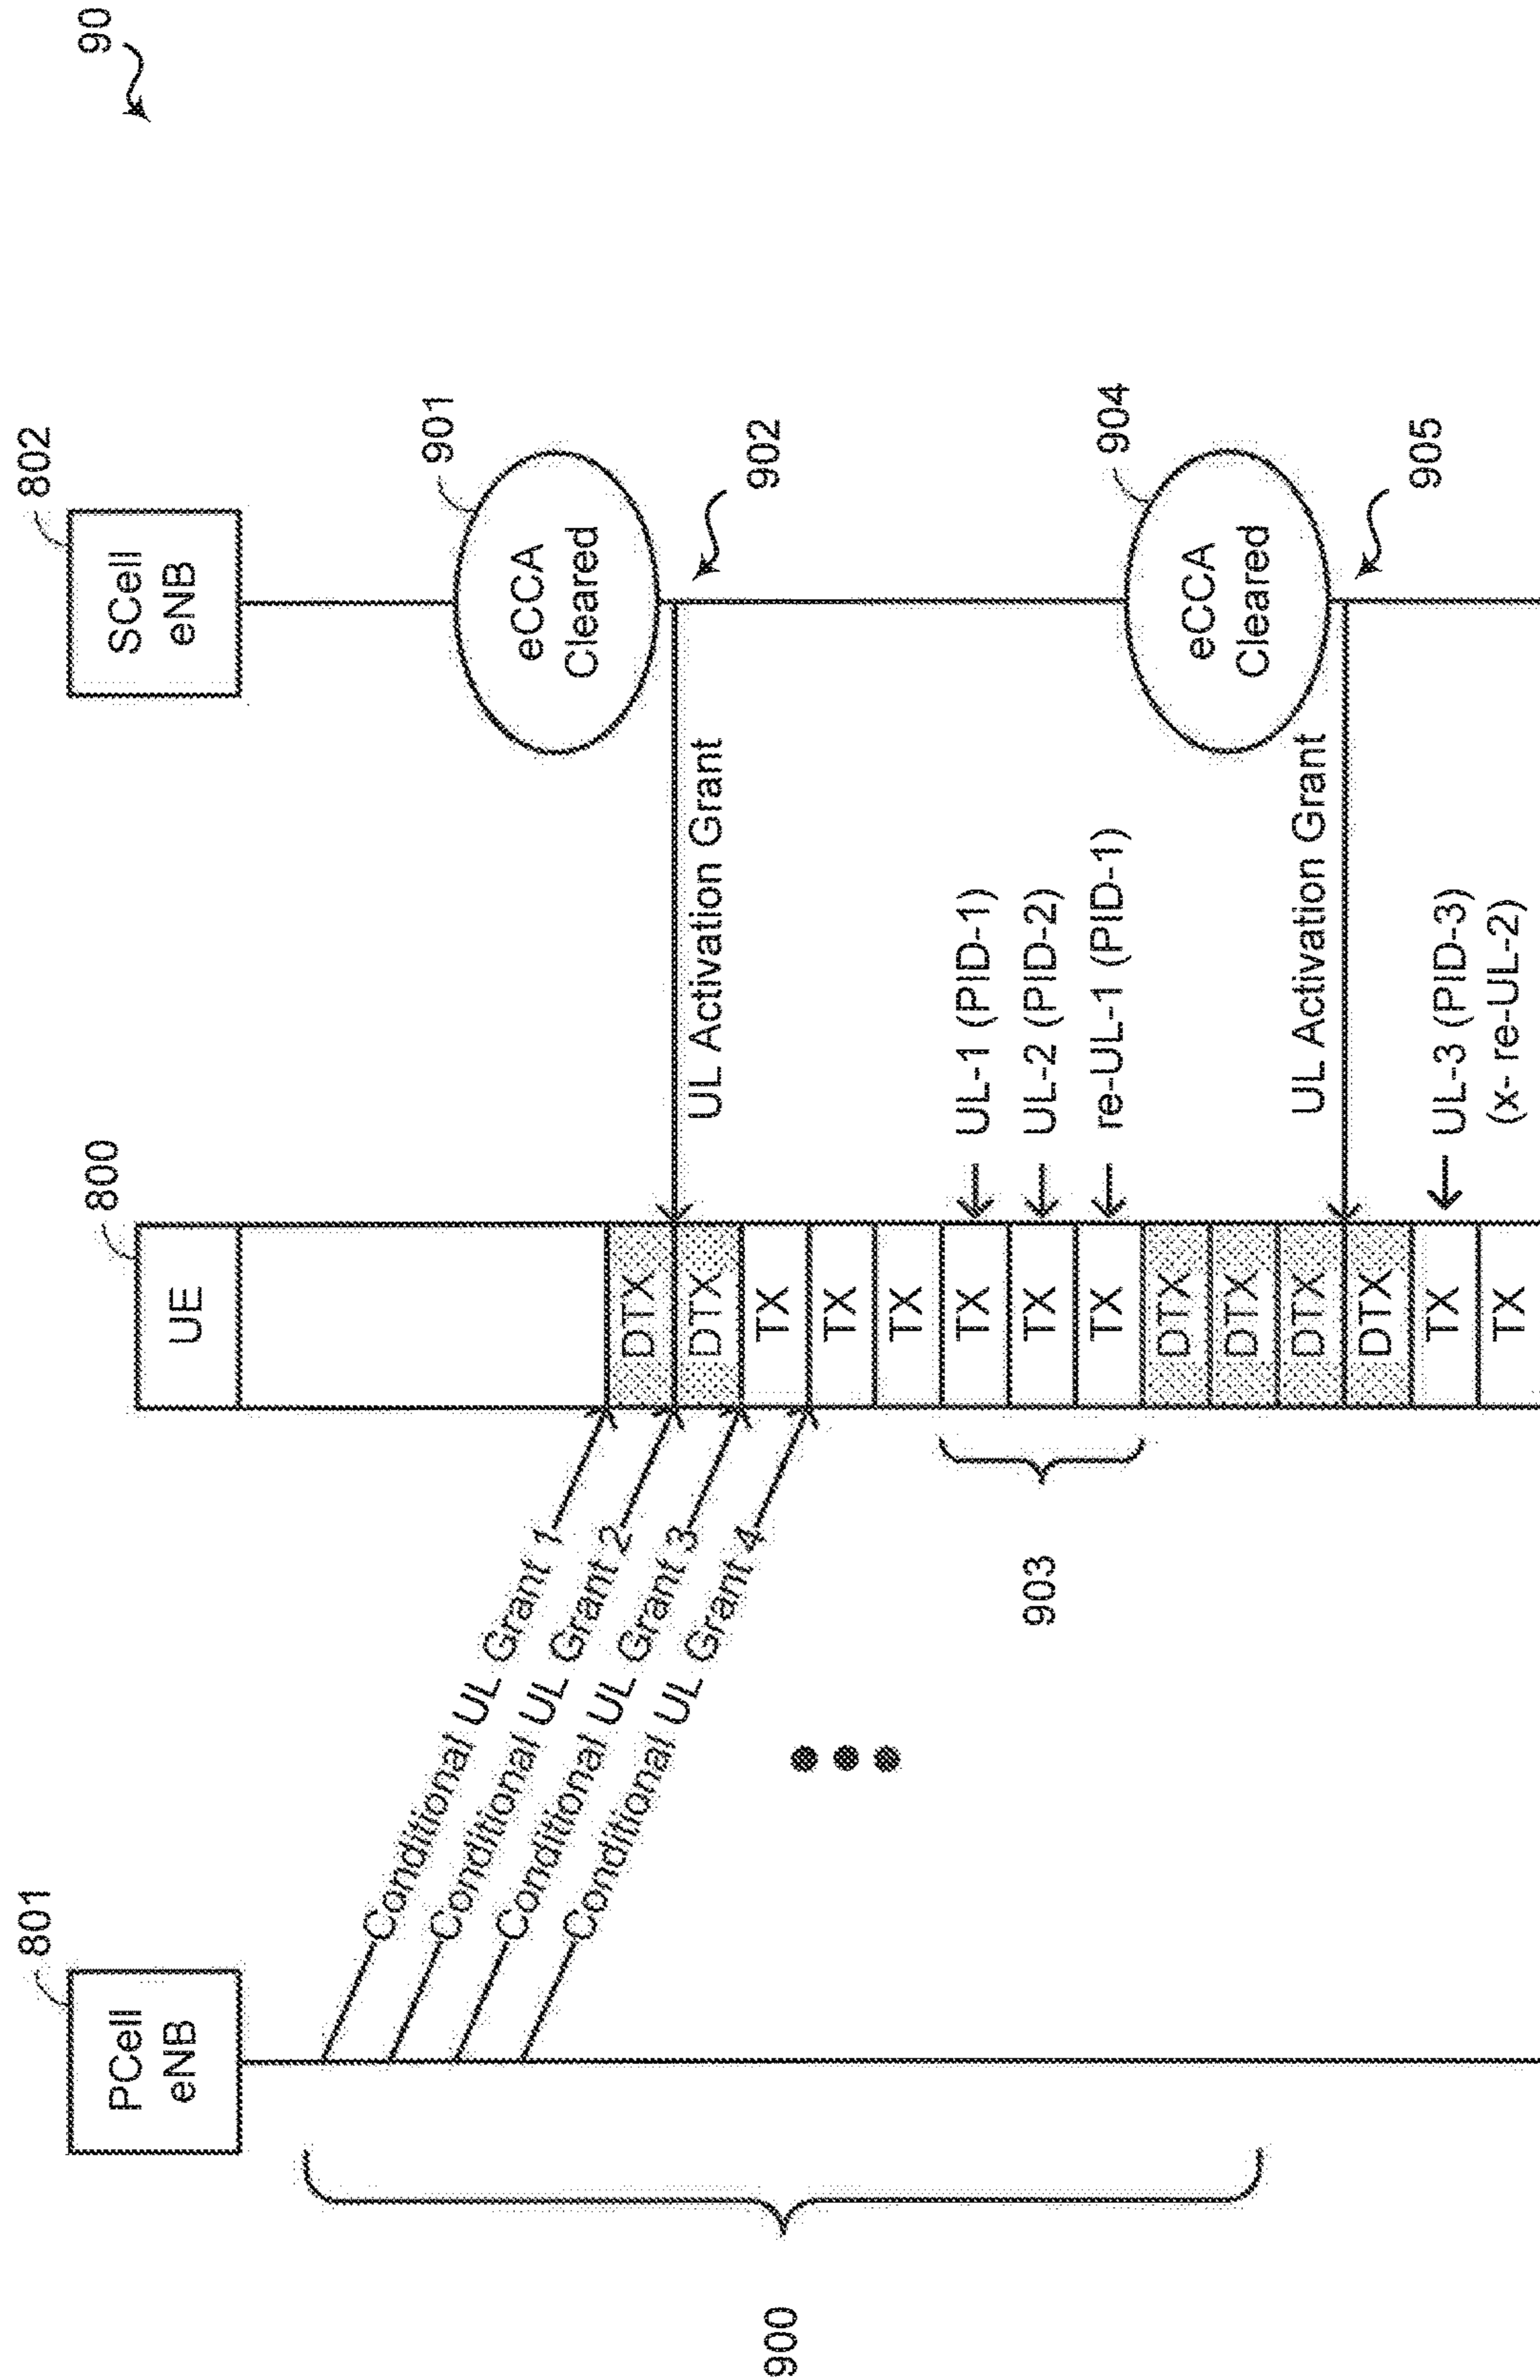 90
801
PCell
eNB
800
UE
802
SCell
eNB
Conditional UL Grant 1
Conditional UL Grant 2
Conditional UL Grant 3
Conditional UL Grant 4
900
901
eCCA
Cleared
902
UL Activation Grant
DTX
DTX
TX
TX
TX
TX
TX
TX
DTX
DTX
DTX
DTX
TX
TX
903
UL-1 (PID-1)
UL-2 (PID-2)
re-UL-1 (PID-1)
904
eCCA
Cleared
905
UL Activation Grant
UL-3 (PID-3)
(x- re-UL-2)